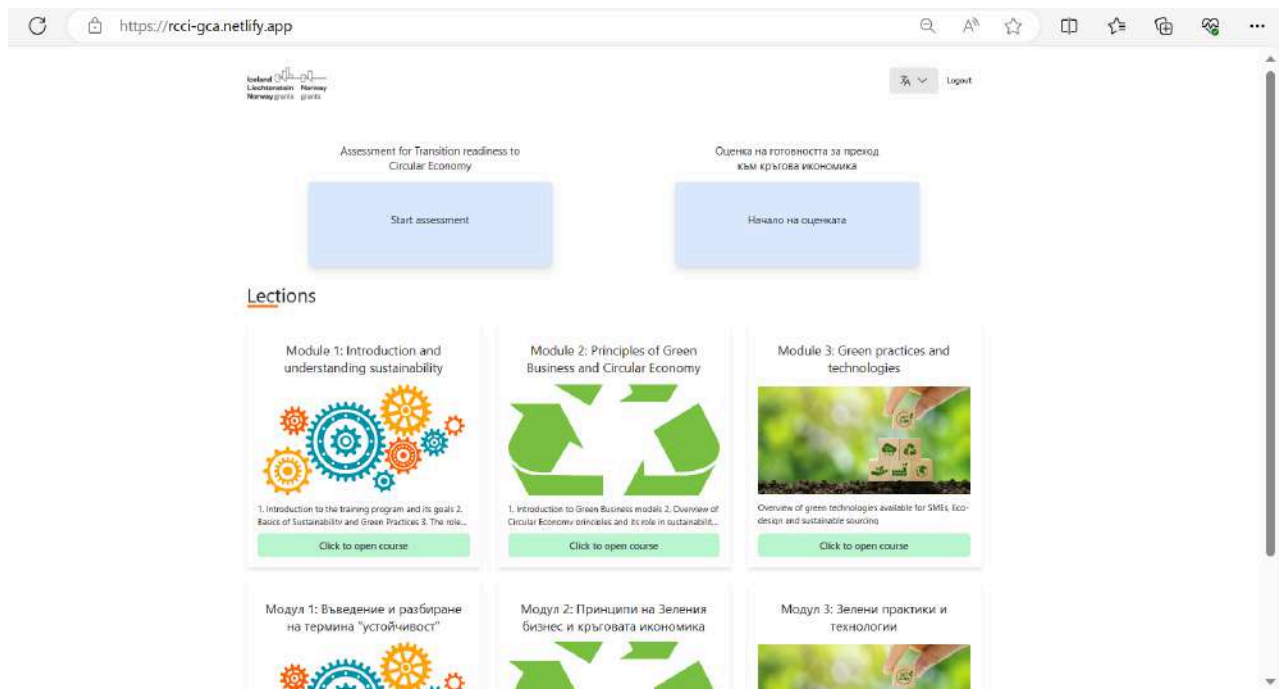 https://rcci-gca.netlify.app
Iceland
Liechtenstein Norway
Norway grants grants
Logout
Assessment for Transition readiness to
Circular Economy
Оценка на готовността за преход
към кръгова икономика
Start assessment
Начало на оценката
Lections
Module 1: Introduction and
understanding sustainability
Module 2: Principles of Green
Business and Circular Economy
Module 3: Green practices and
technologies
1. Introduction to the training program and its goals 2.
Basics of Sustainability and Green Practices 3. The role...
1. Introduction to Green Business models 2. Overview of
Circular Economy principles and its role in sustainabilit...
Overview of green technologies available for SMEs, Eco-
design and sustainable sourcing
Click to open course
Click to open course
Click to open course
Модул 1: Въведение и разбиране
на термина "устойчивост"
Модул 2: Принципи на Зеления
бизнес и кръговата икономика
Модул 3: Зелени практики и
технологии